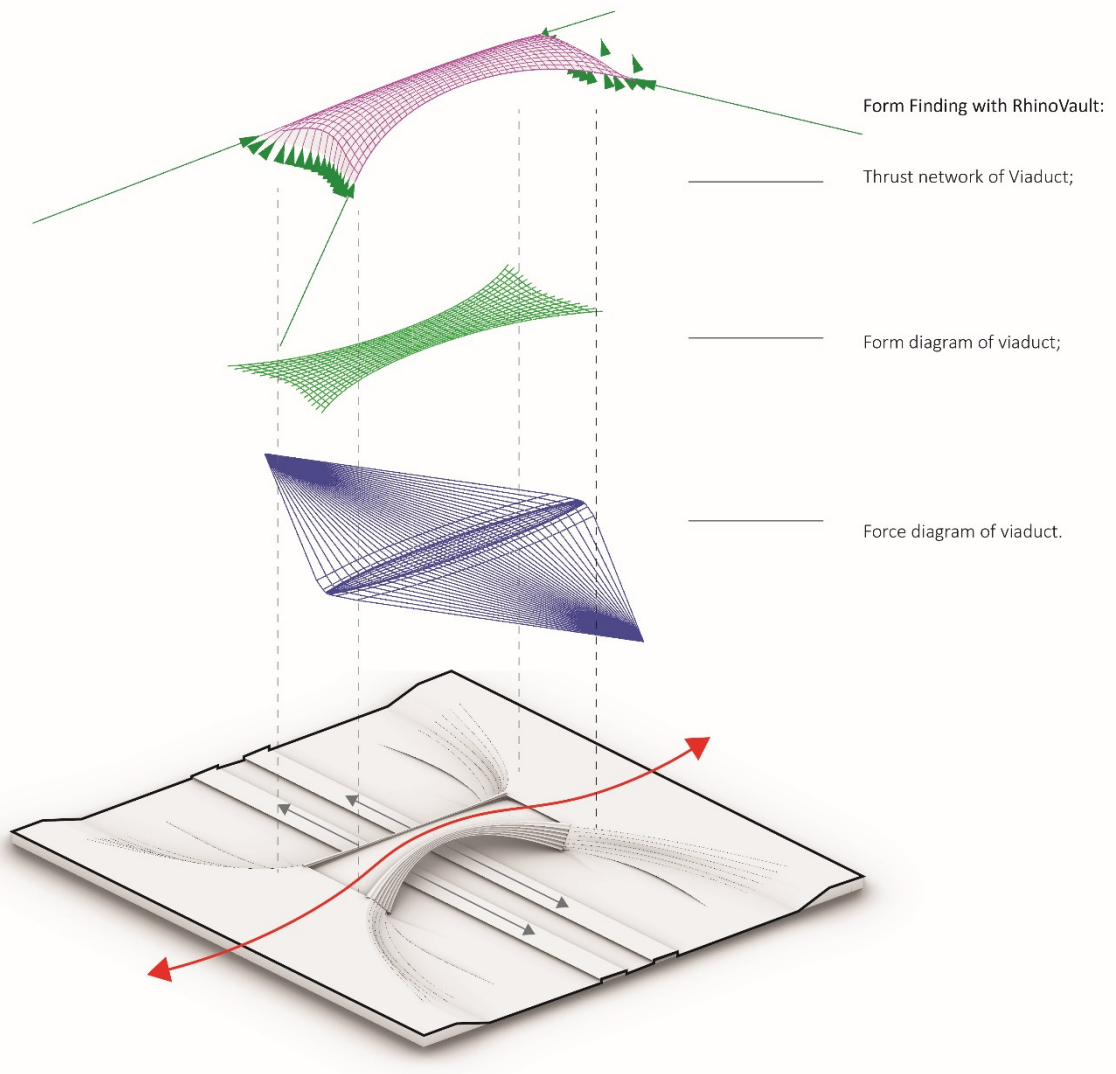 Form Finding with RhinoVault:
Thrust network of Viaduct;
Form diagram of viaduct;
Force diagram of viaduct.